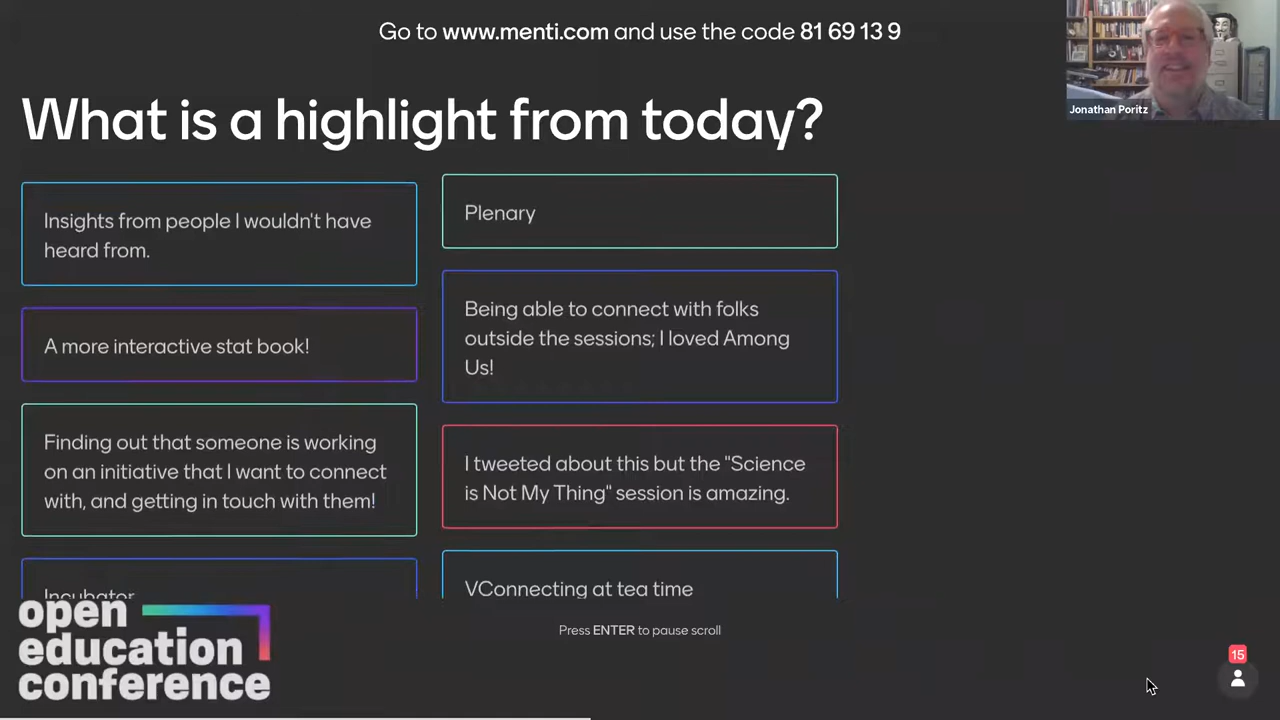 Go to www.menti.com and use the code 81 69 13 9
Jonathan Poritz
What is a highlight from today?
Insights from people I wouldn't have
heard from.
A more interactive stat book!
Finding out that someone is working
on an initiative that I want to connect
with, and getting in touch with them!
Incubator
Plenary
Being able to connect with folks
outside the sessions; I loved Among
Us!
I tweeted about this but the "Science
is Not My Thing" session is amazing.
VConnecting at tea time
open
education
conference
Press ENTER to pause scroll
15